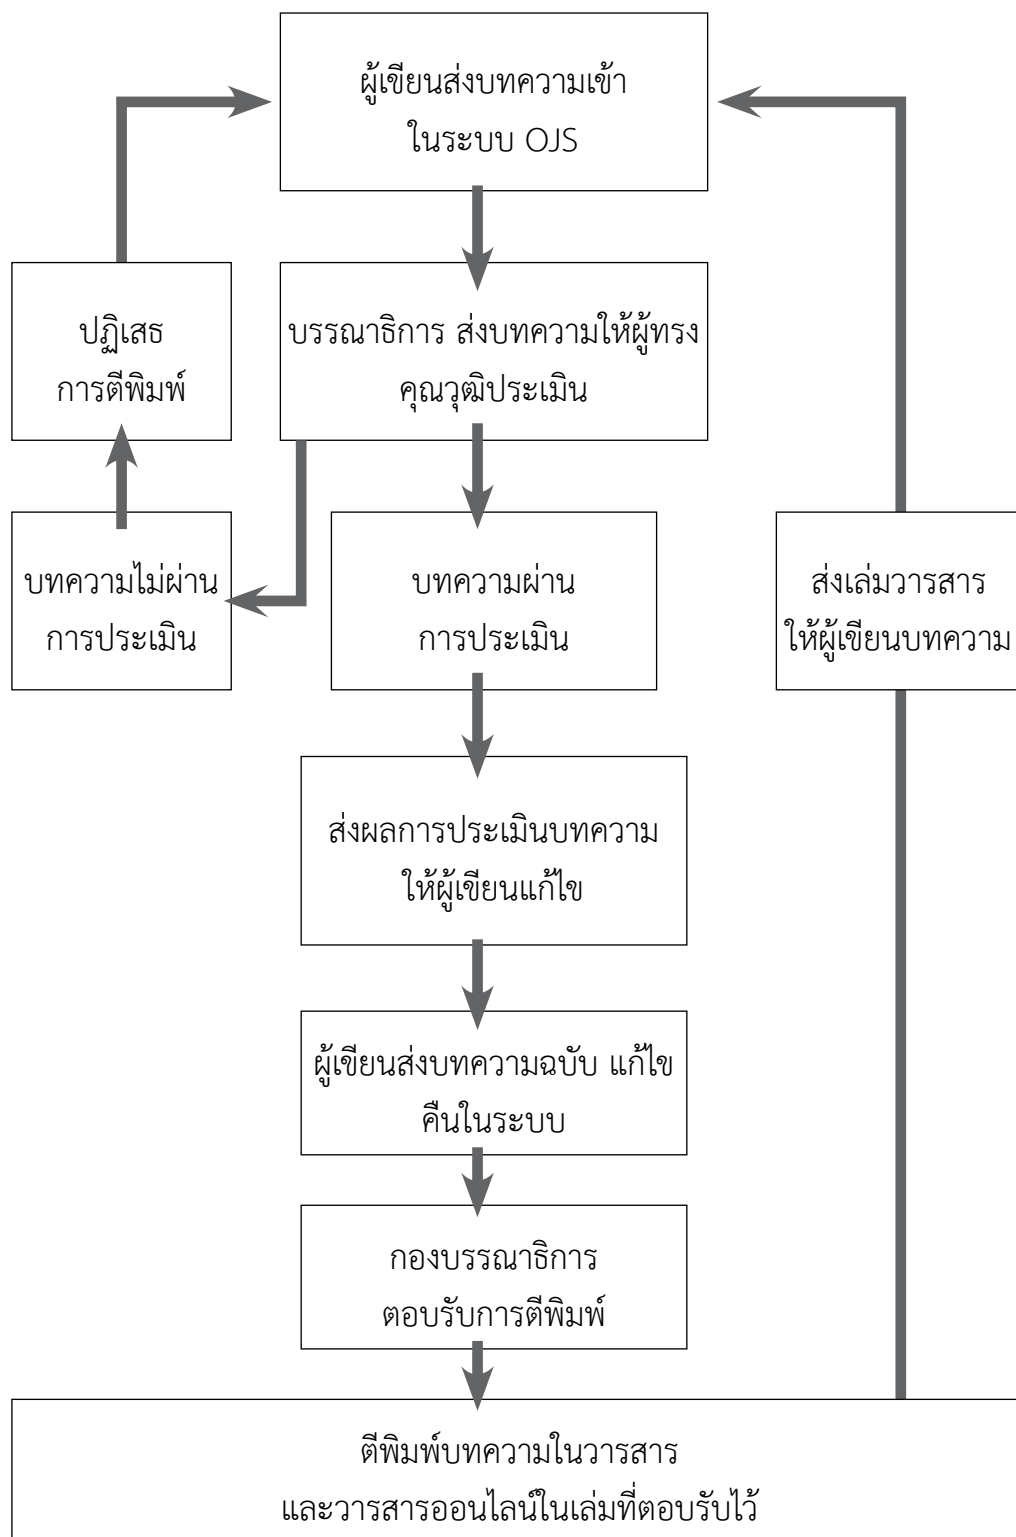 ผู้เขียนส่งบทความเข้า
ในระบบ OJS
ปฏิเสธ
การตีพิมพ์
บรรณาธิการ ส่งบทความให้ผู้ทรง
คุณวุฒิประเมิน
บทความไม่ผ่าน
การประเมิน
บทความผ่าน
การประเมิน
ส่งเล่มวารสาร
ให้ผู้เขียนบทความ
ส่งผลการประเมินบทความ
ให้ผู้เขียนแก้ไข
ผู้เขียนส่งบทความฉบับ แก้ไข
คืนในระบบ
กองบรรณาธิการ
ตอบรับการตีพิมพ์
ตีพิมพ์บทความในวารสาร
และวารสารออนไลน์ในเล่มที่ตอบรับไว้